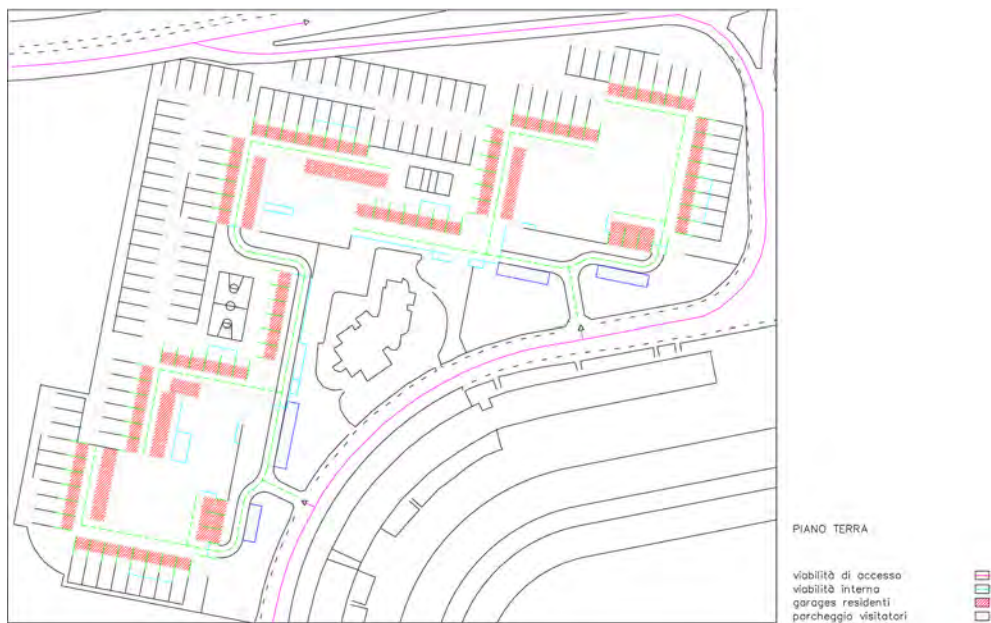 PIANO TERRA
viabilità di accesso
viabilità interna
garages residenti
parcheggio visitatori